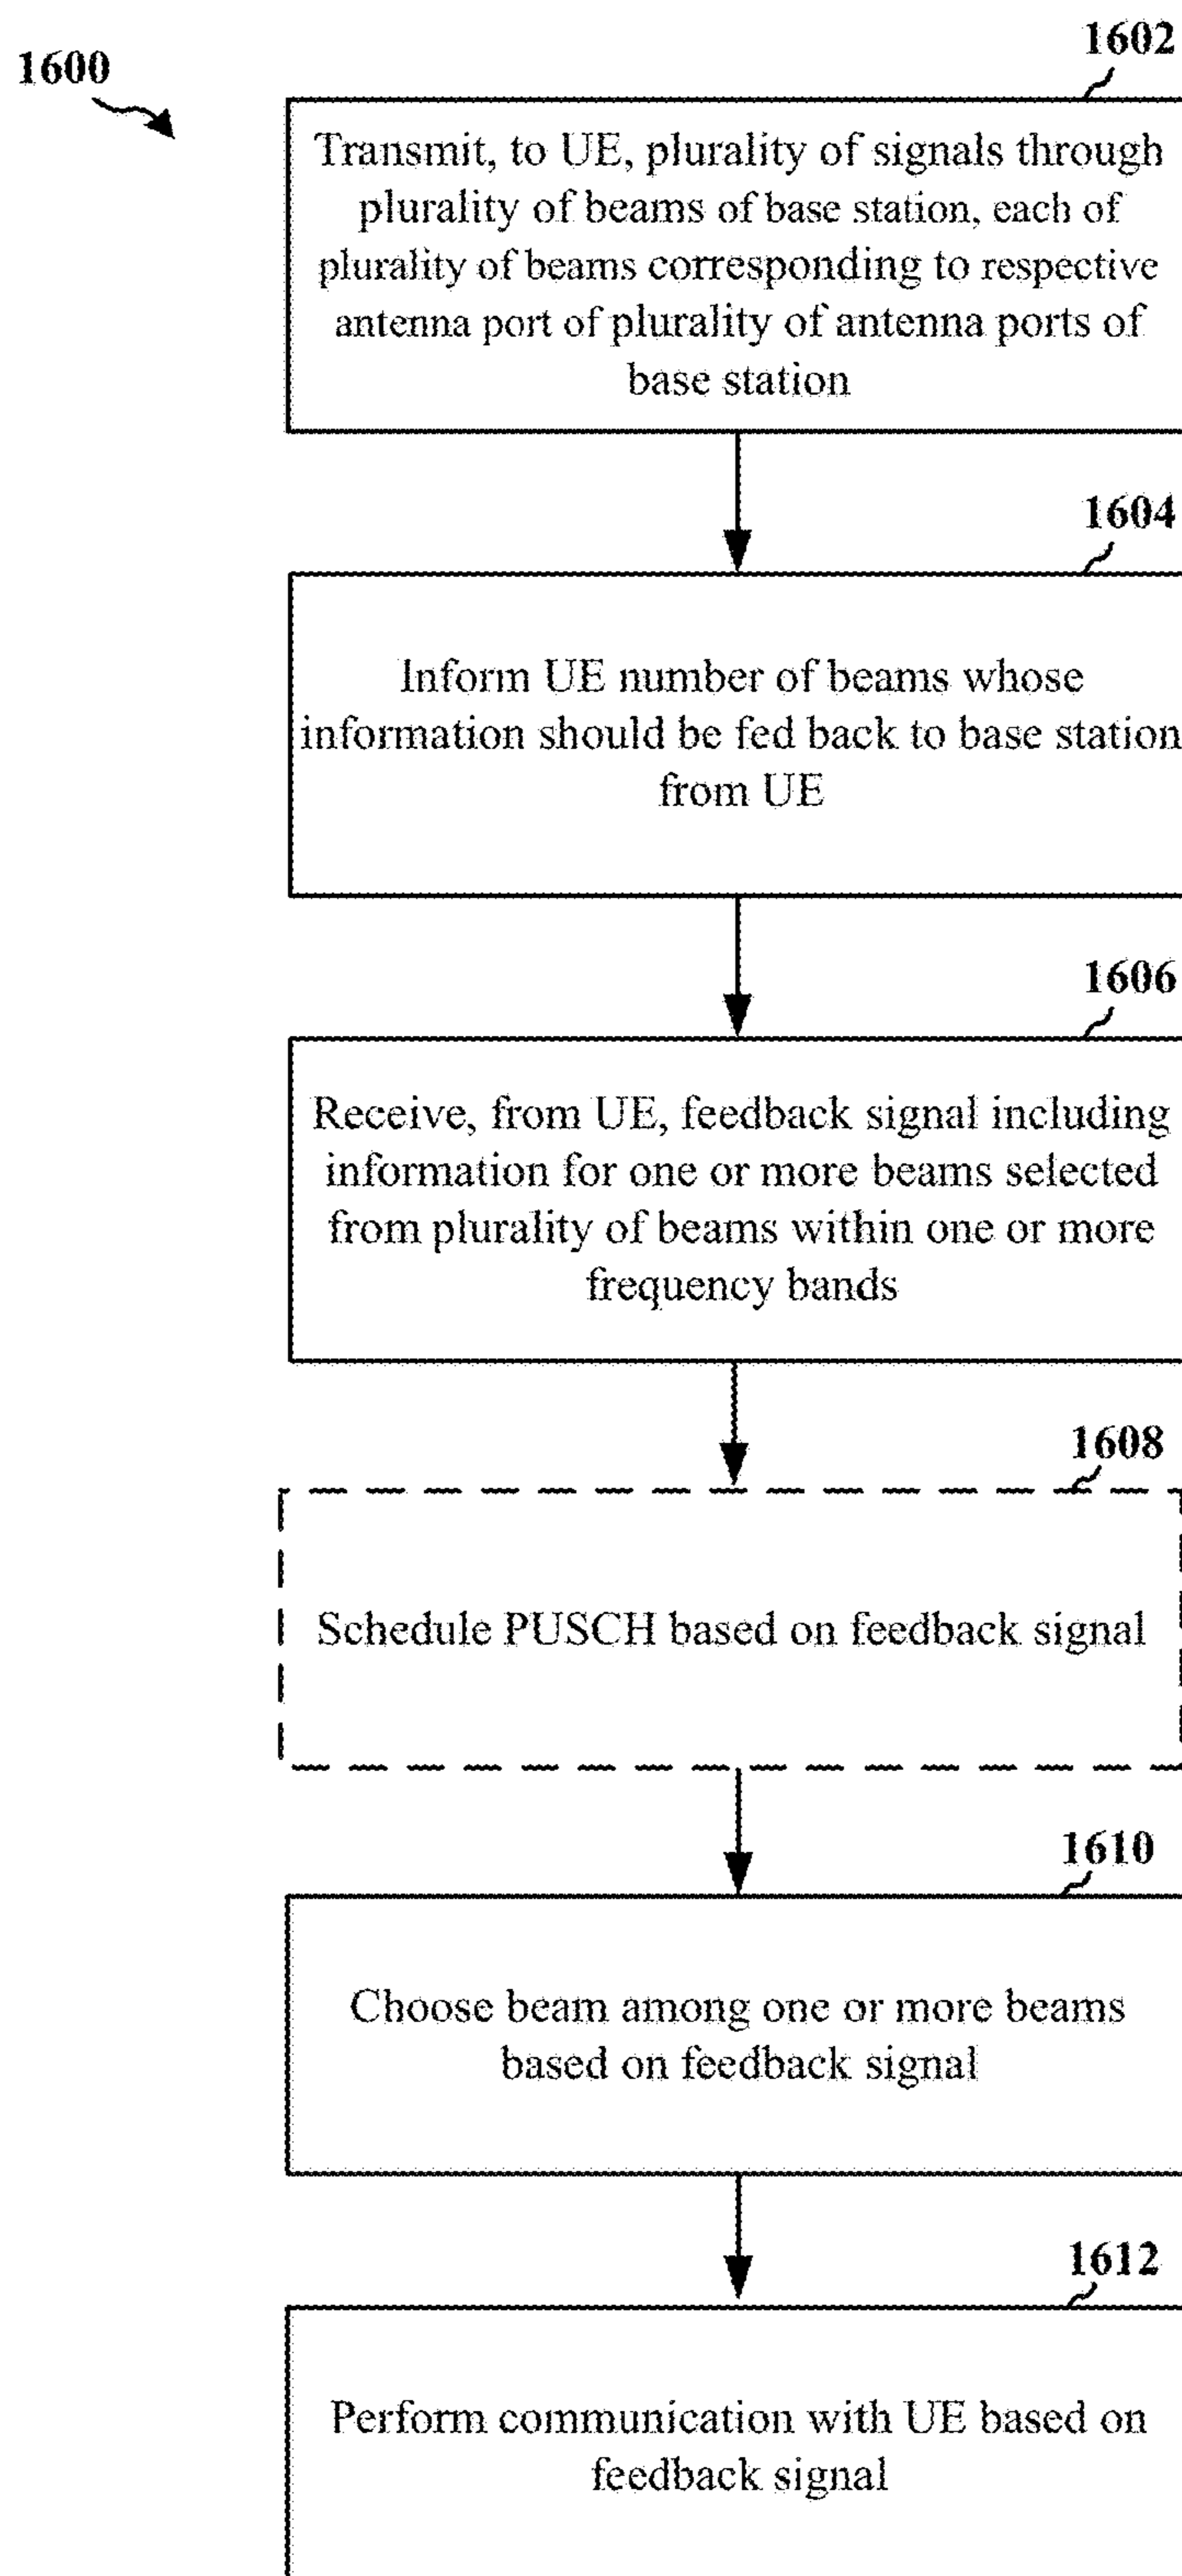 1600
1602
Transmit, to UE, plurality of signals through
plurality of beams of base station, each of
plurality of beams corresponding to respective
antenna port of plurality of antenna ports of
base station
1604
Inform UE number of beams whose
information should be fed back to base station
from UE
1606
Receive, from UE, feedback signal including
information for one or more beams selected
from plurality of beams within one or more
frequency bands
1608
Schedule PUSCH based on feedback signal
1610
Choose beam among one or more beams
based on feedback signal
1612
Perform communication with UE based on
feedback signal